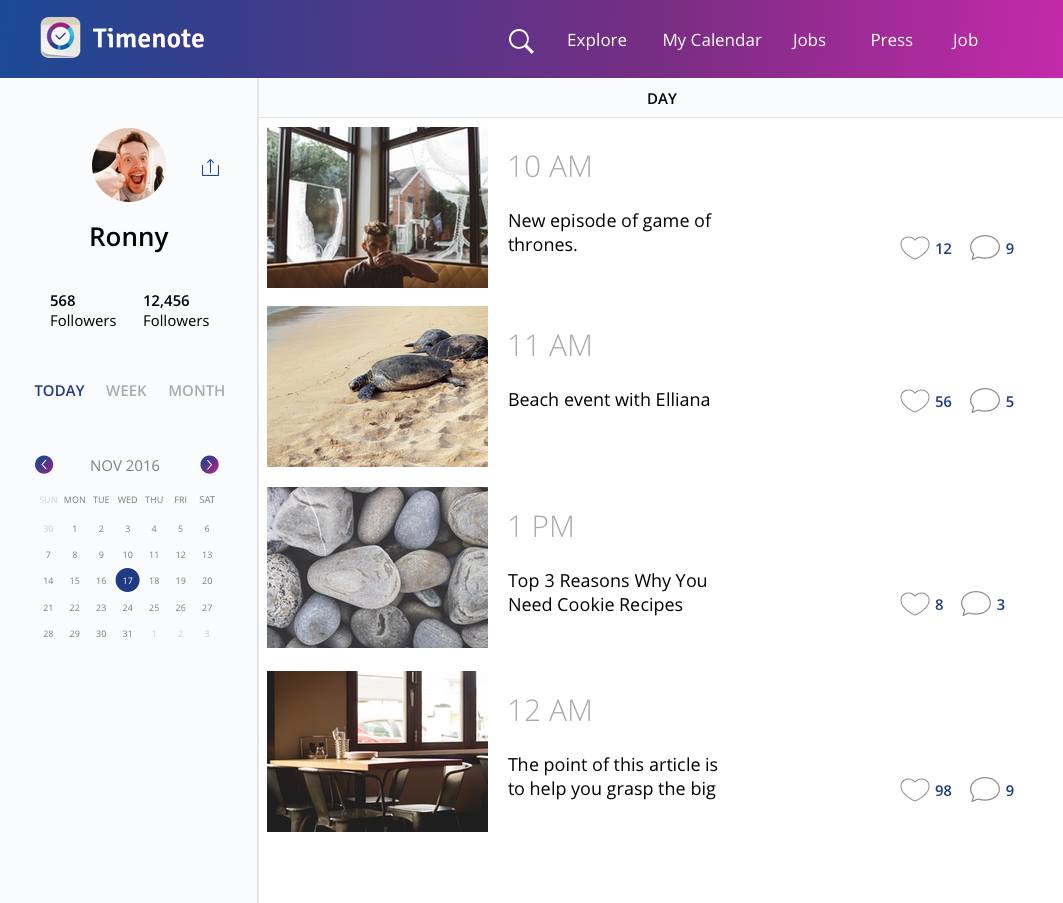 Timenote
Explore My Calendar Jobs Press Job
DAY
Ronny
568 12,456
Followers Followers
TODAY WEEK MONTH
NOV 2016
SUN MON TUE WED THU FRI SAT
30 1 2 3 4 5 6
7 8 9 10 11 12 13
14 15 16 17 18 19 20
21 22 23 24 25 26 27
28 29 30 31 1 2 3
10 AM
New episode of game of
thrones.
12 9
11 AM
Beach event with Elliana
56 5
1 PM
Top 3 Reasons Why You
Need Cookie Recipes
8 3
12 AM
The point of this article is
to help you grasp the big
98 9